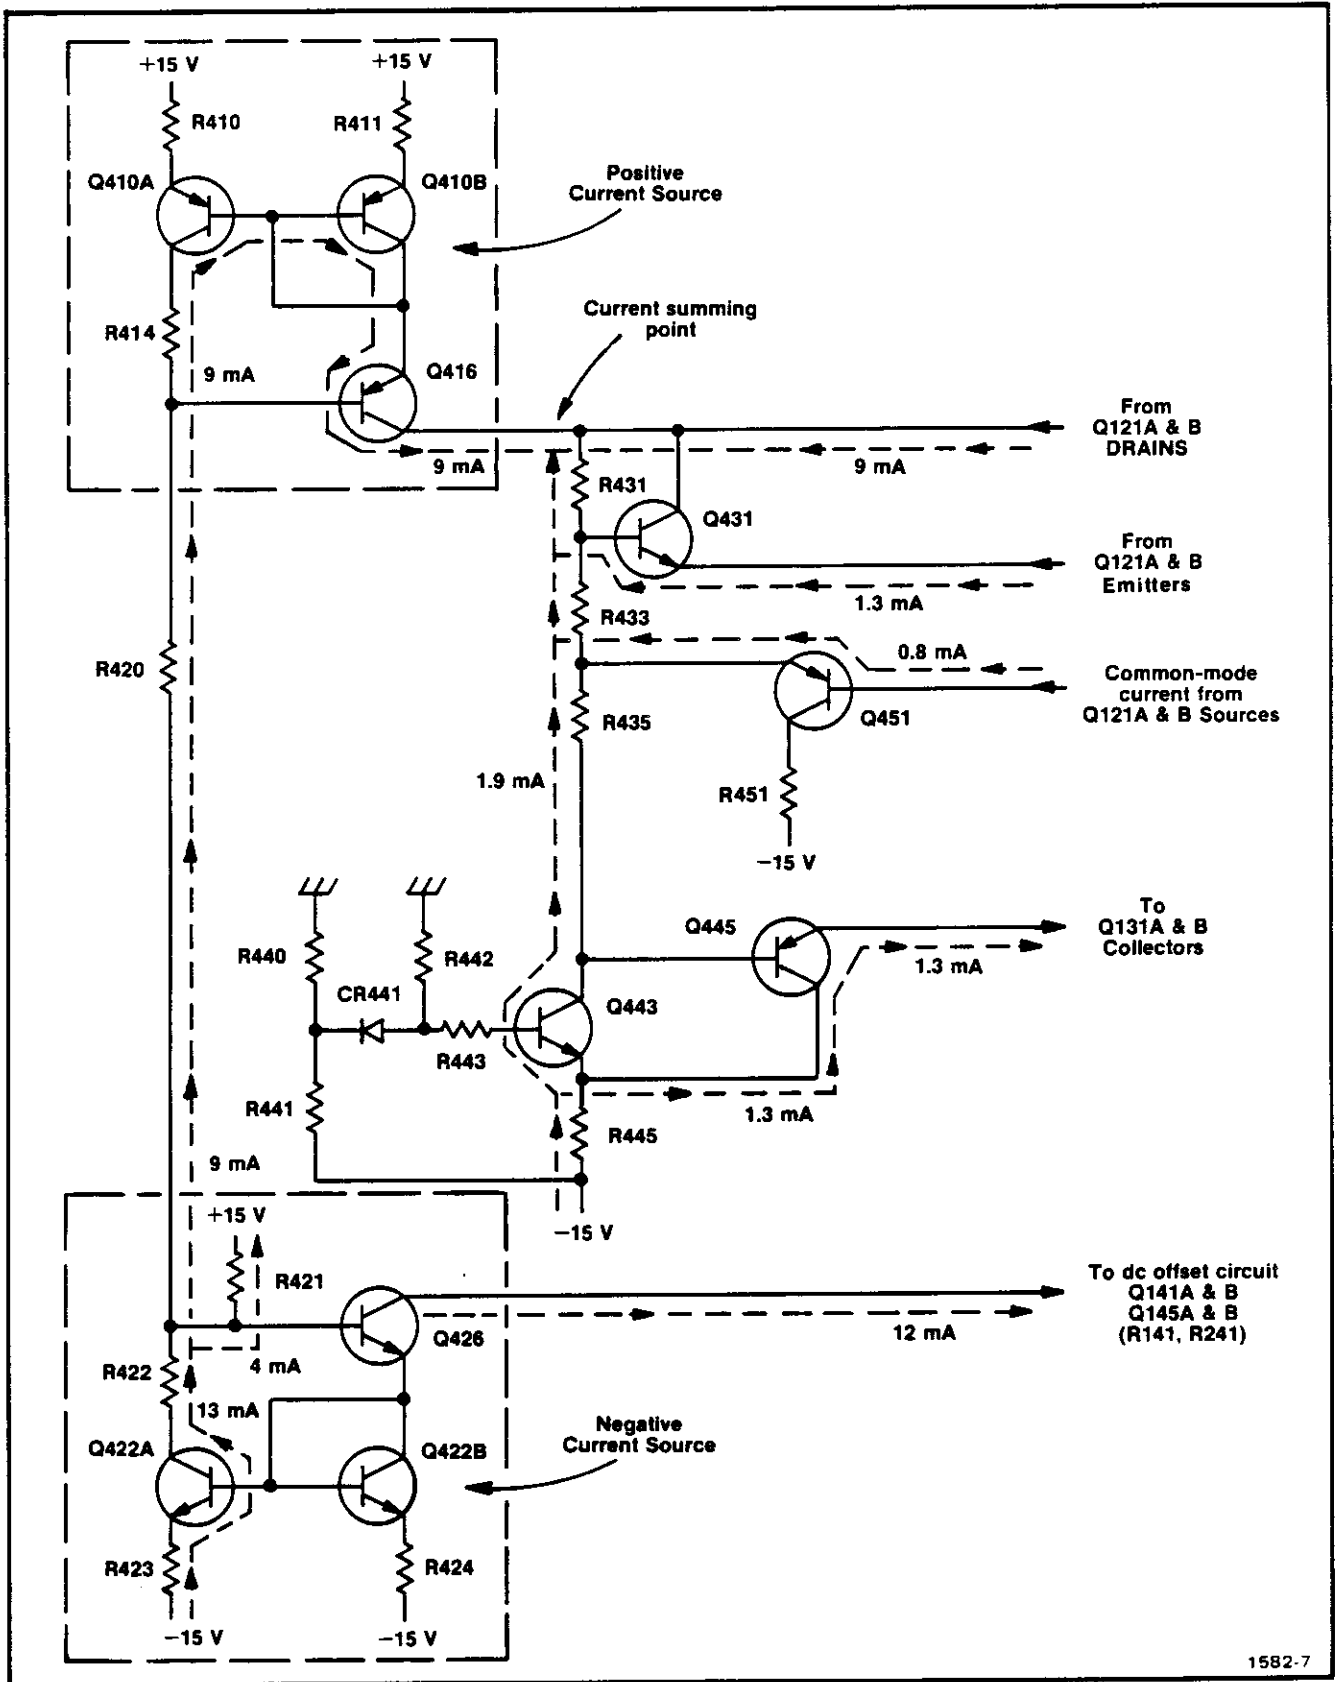 +15 V
+15 V
R410
R411
Q410A
Q410B
Positive
Current Source
R414
Current summing
point
9 mA
Q416
From
Q121A & B
DRAINS
9 mA
9 mA
R431
Q431
From
Q121A & B
Emitters
1.3 mA
R433
R420
0.8 mA
Common-mode
current from
Q121A & B Sources
R435
Q451
1.9 mA
R451
−15 V
To
Q131A & B
Collectors
Q445
R440
R442
1.3 mA
CR441
Q443
R443
R441
1.3 mA
R445
9 mA
+15 V
−15 V
R421
To dc offset circuit
Q141A & B
Q145A & B
(R141, R241)
Q426
12 mA
R422
4 mA
13 mA
Negative
Current Source
Q422A
Q422B
R423
R424
−15 V
−15 V
1582-7